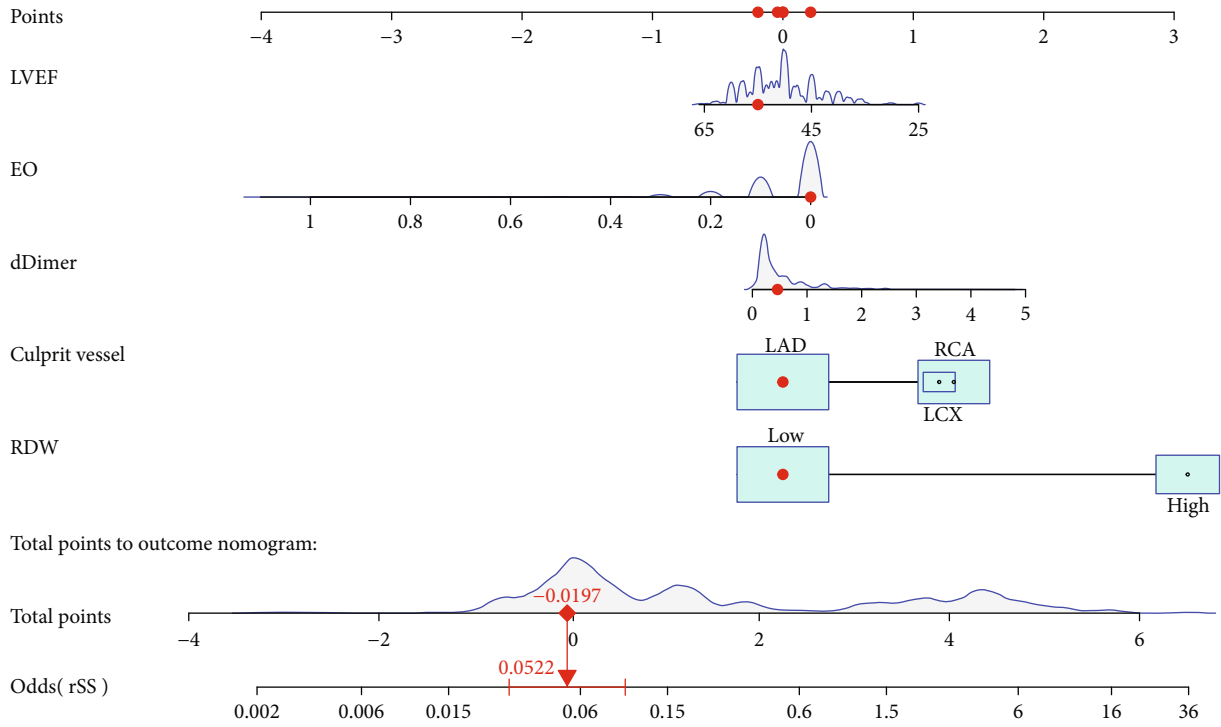 Points
−4 −3 −2 −1 0 1 2 3
LVEF
65 45 25
EO
1 0.8 0.6 0.4 0.2 0
dDimer
0 1 2 3 4 5
Culprit vessel
LAD RCA
LCX
RDW
Low
High
Total points to outcome nomogram:
−0.0197
Total points
−4 −2 0 2 4 6
0.0522
Odds( rSS )
0.002 0.006 0.015 0.06 0.15 0.6 1.5 6 16 36